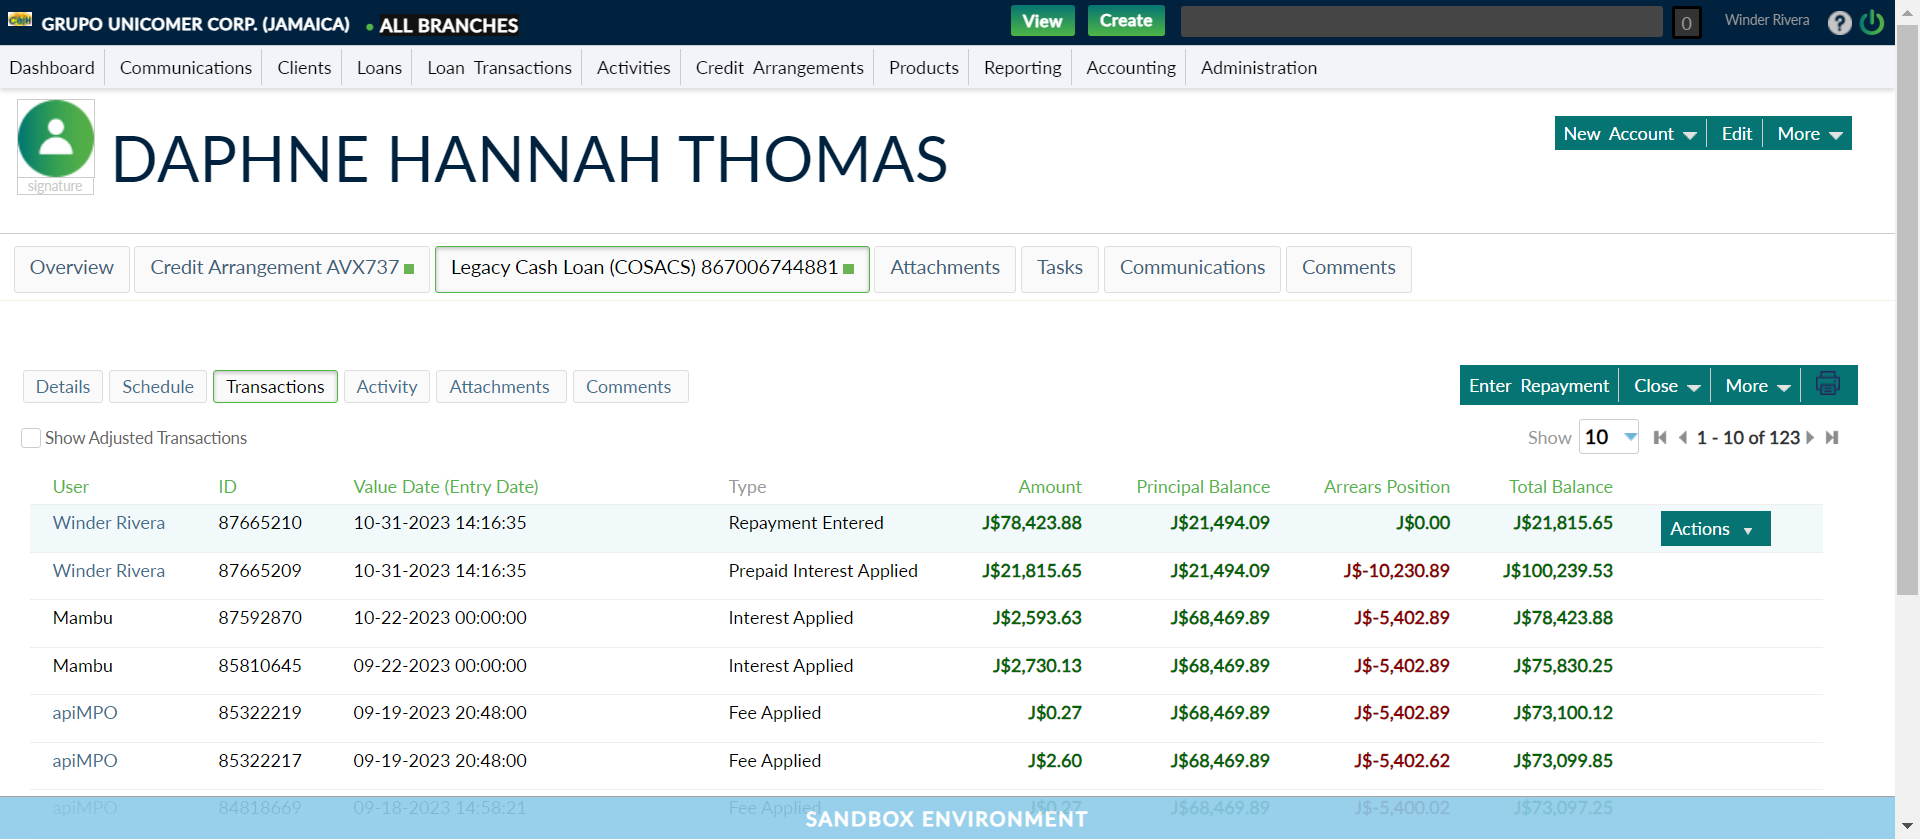 Cash GRUPO UNICOMER CORP. (JAMAICA) ALL BRANCHES View Create 0 Winder Rivera ?
Dashboard Communications Clients Loans Loan Transactions Activities Credit Arrangements Products Reporting Accounting Administration
DAPHNE HANNAH THOMAS
signature
New Account Edit More
Overview Credit Arrangement AVX737 Legacy Cash Loan (COSACS) 867006744881 Attachments Tasks Communications Comments
Details Schedule Transactions Activity Attachments Comments Enter Repayment Close More
Show Adjusted Transactions Show 10 1 - 10 of 123
User ID Value Date (Entry Date) Type Amount Principal Balance Arrears Position Total Balance
Winder Rivera 87665210 10-31-2023 14:16:35 Repayment Entered J$78,423.88 J$21,494.09 J$0.00 J$21,815.65 Actions
Winder Rivera 87665209 10-31-2023 14:16:35 Prepaid Interest Applied J$21,815.65 J$21,494.09 J$-10,230.89 J$100,239.53
Mambu 87592870 10-22-2023 00:00:00 Interest Applied J$2,593.63 J$68,469.89 J$-5,402.89 J$78,423.88
Mambu 85810645 09-22-2023 00:00:00 Interest Applied J$2,730.13 J$68,469.89 J$-5,402.89 J$75,830.25
apiMPO 85322219 09-19-2023 20:48:00 Fee Applied J$0.27 J$68,469.89 J$-5,402.89 J$73,100.12
apiMPO 85322217 09-19-2023 20:48:00 Fee Applied J$2.60 J$68,469.89 J$-5,402.62 J$73,099.85
apiMPO 84818669 09-18-2023 14:58:21 Fee Applied J$0.27 J$68,469.89 J$-5,400.02 J$73,097.25
SANDBOX ENVIRONMENT